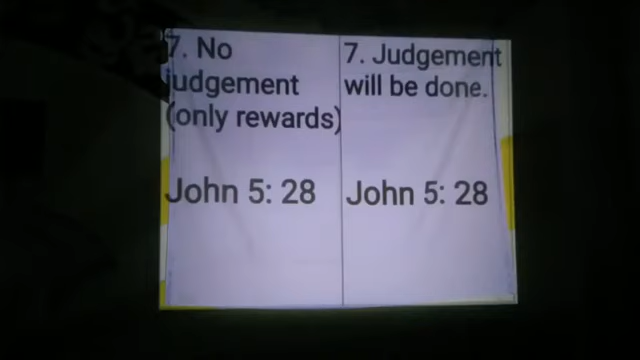 7. No
judgement
(only rewards)
John 5: 28
7. Judgement
will be done.
John 5: 28